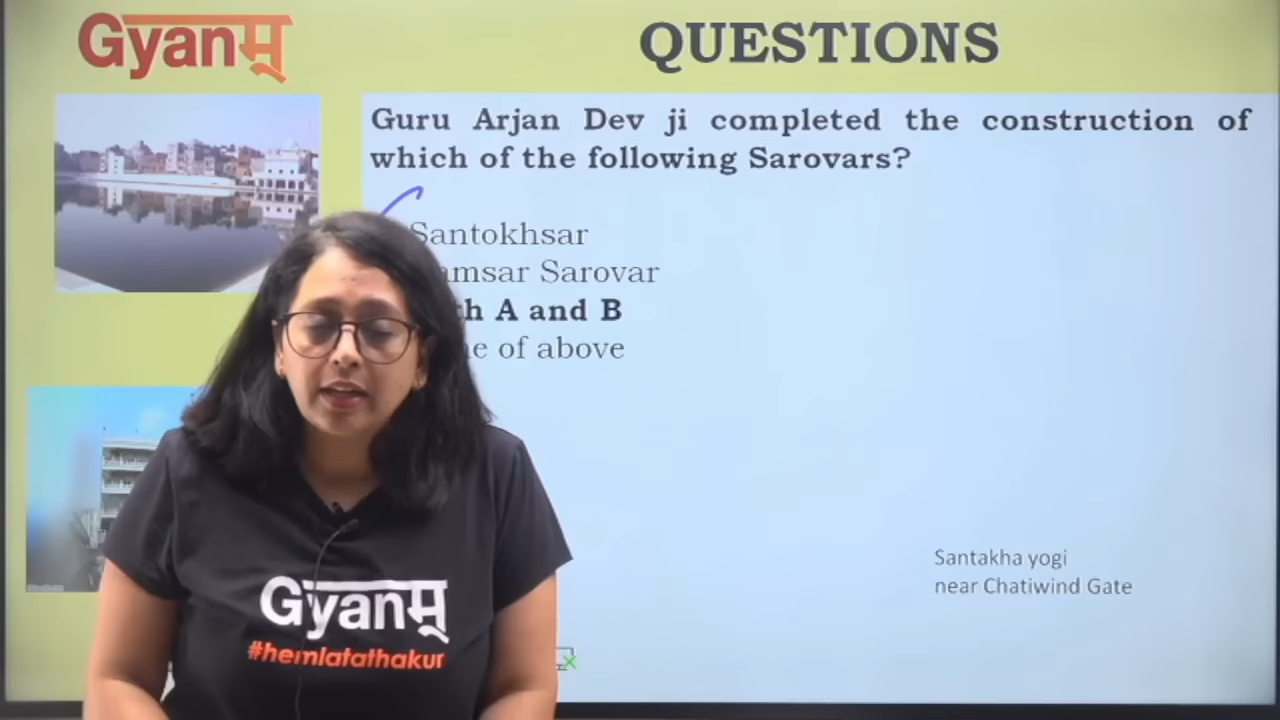 Gyanम्
QUESTIONS
Guru Arjan Dev ji completed the construction of
which of the following Sarovars?
Santokhsar
Sarovar
A and B
of above
Santakha yogi
near Chatiwind Gate
Gyanम्
#hemlatathakur